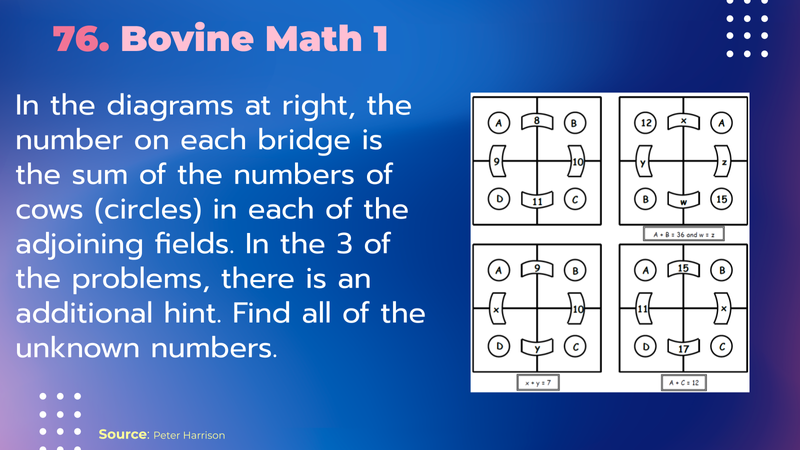 76. Bovine Math 1
In the diagrams at right, the
number on each bridge is
the sum of the numbers of
cows (circles) in each of the
adjoining fields. In the 3 of
the problems, there is an
additional hint. Find all of the
unknown numbers.
A 8 B
9 10
D 11 C
12 x A
y z
B w 15
A + B = 36 and w = z
A 9 B
x 10
D y C
x + y = 7
A 15 B
11 x
D 17 C
A + C = 12
Source: Peter Harrison